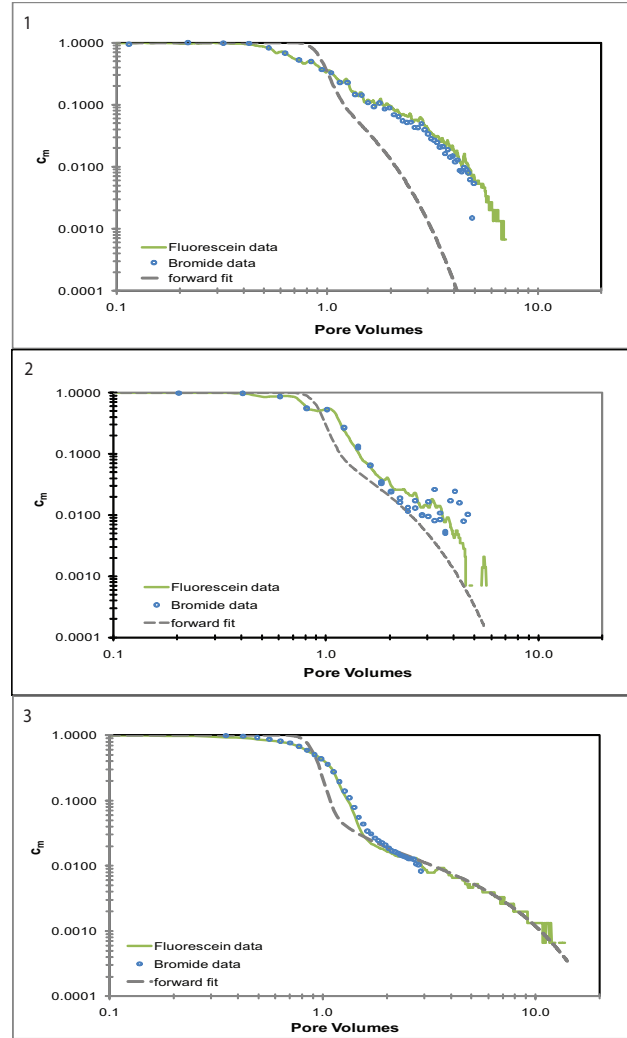 1
1.0000
0.1000
0.0100
0.0010
0.0001
cm
Fluorescein data
Bromide data
forward fit
0.1 1.0 10.0
Pore Volumes
2
1.0000
0.1000
0.0100
0.0010
0.0001
cm
Fluorescein data
Bromide data
forward fit
0.1 1.0 10.0
Pore Volumes
3
1.0000
0.1000
0.0100
0.0010
0.0001
cm
Fluorescein data
Bromide data
forward fit
0.1 1.0 10.0
Pore Volumes